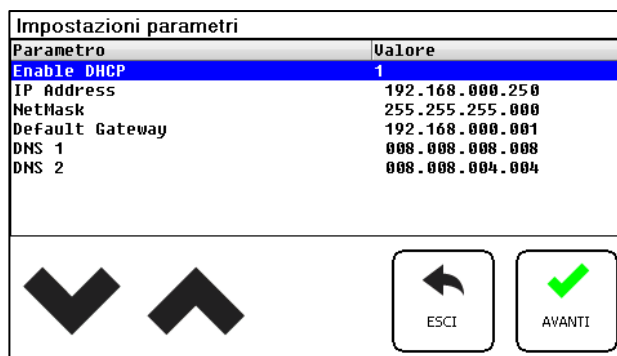 Impostazioni parametri
Parametro Valore
Enable DHCP 1
IP Address 192.168.000.250
NetMask 255.255.255.000
Default Gateway 192.168.000.001
DNS 1 008.008.008.008
DNS 2 008.008.004.004
ESCI AVANTI